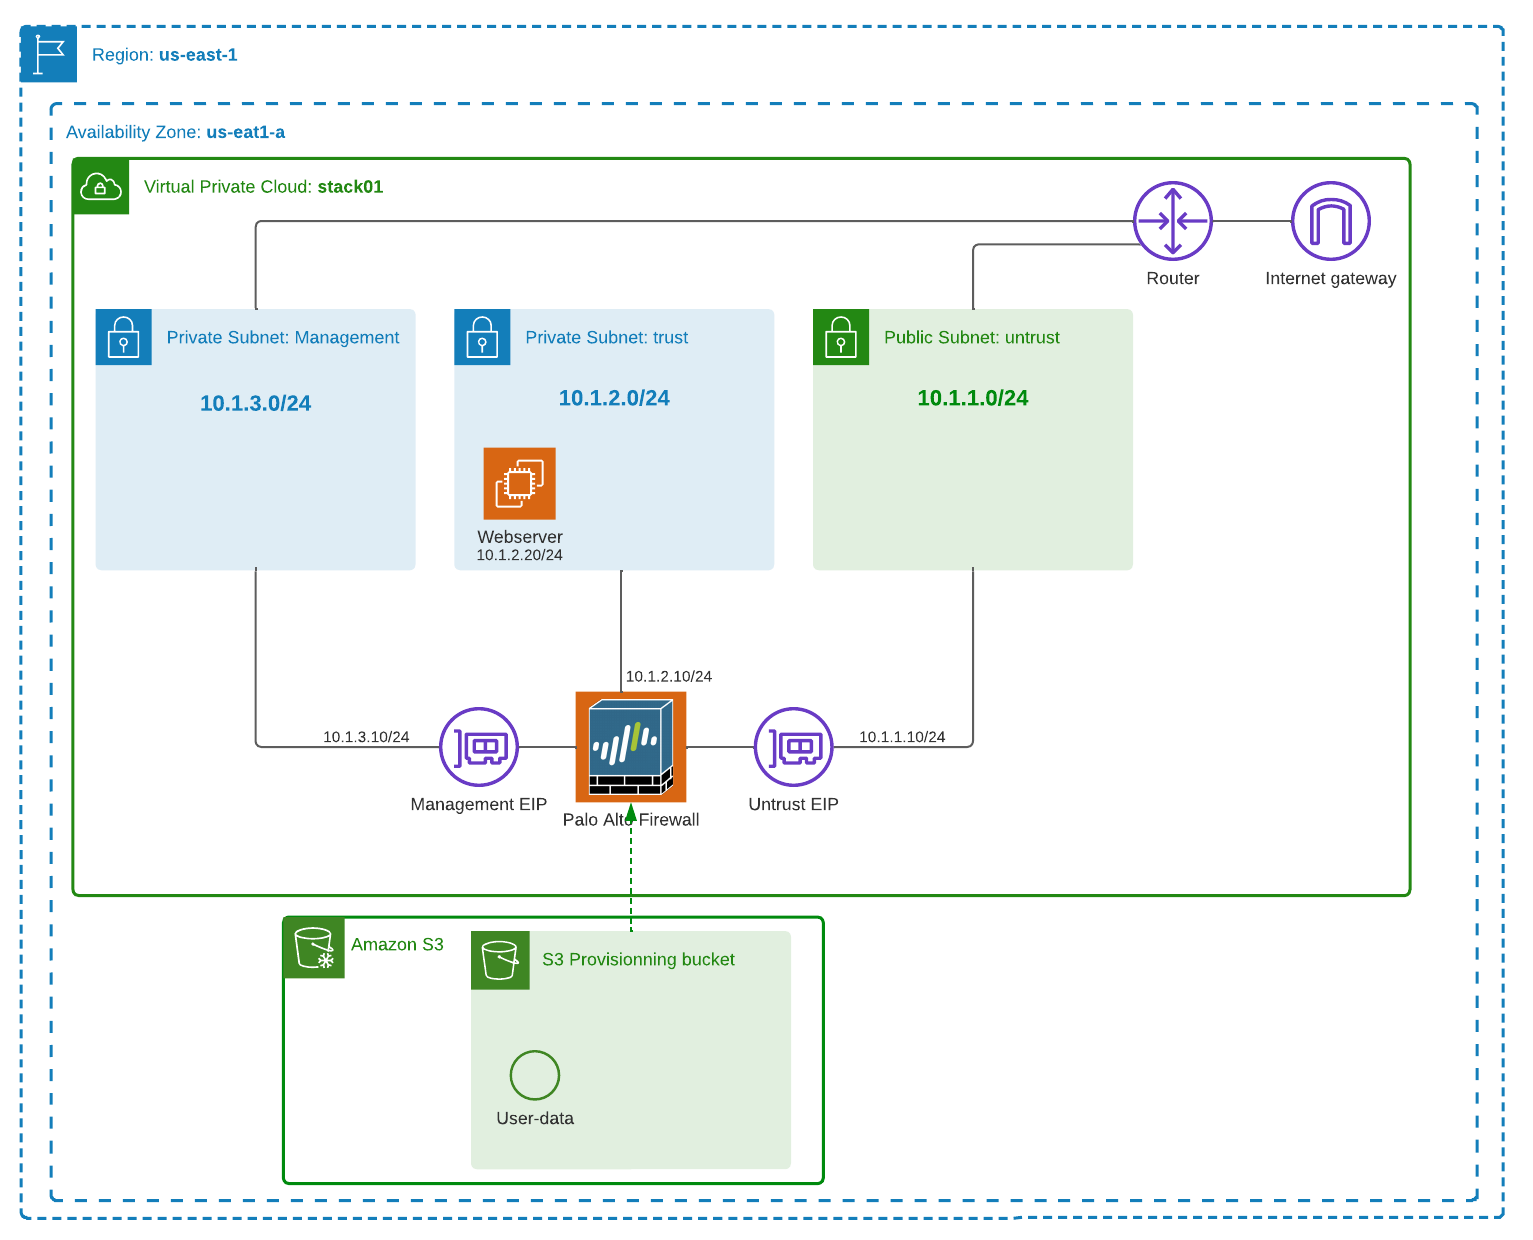 Region: us-east-1
Availability Zone: us-eat1-a
Virtual Private Cloud: stack01
Router
Internet gateway
Private Subnet: Management
10.1.3.0/24
Private Subnet: trust
10.1.2.0/24
Webserver
10.1.2.20/24
Public Subnet: untrust
10.1.1.0/24
10.1.2.10/24
10.1.3.10/24
10.1.1.10/24
Management EIP
Palo Alto Firewall
Untrust EIP
Amazon S3
S3 Provisionning bucket
User-data